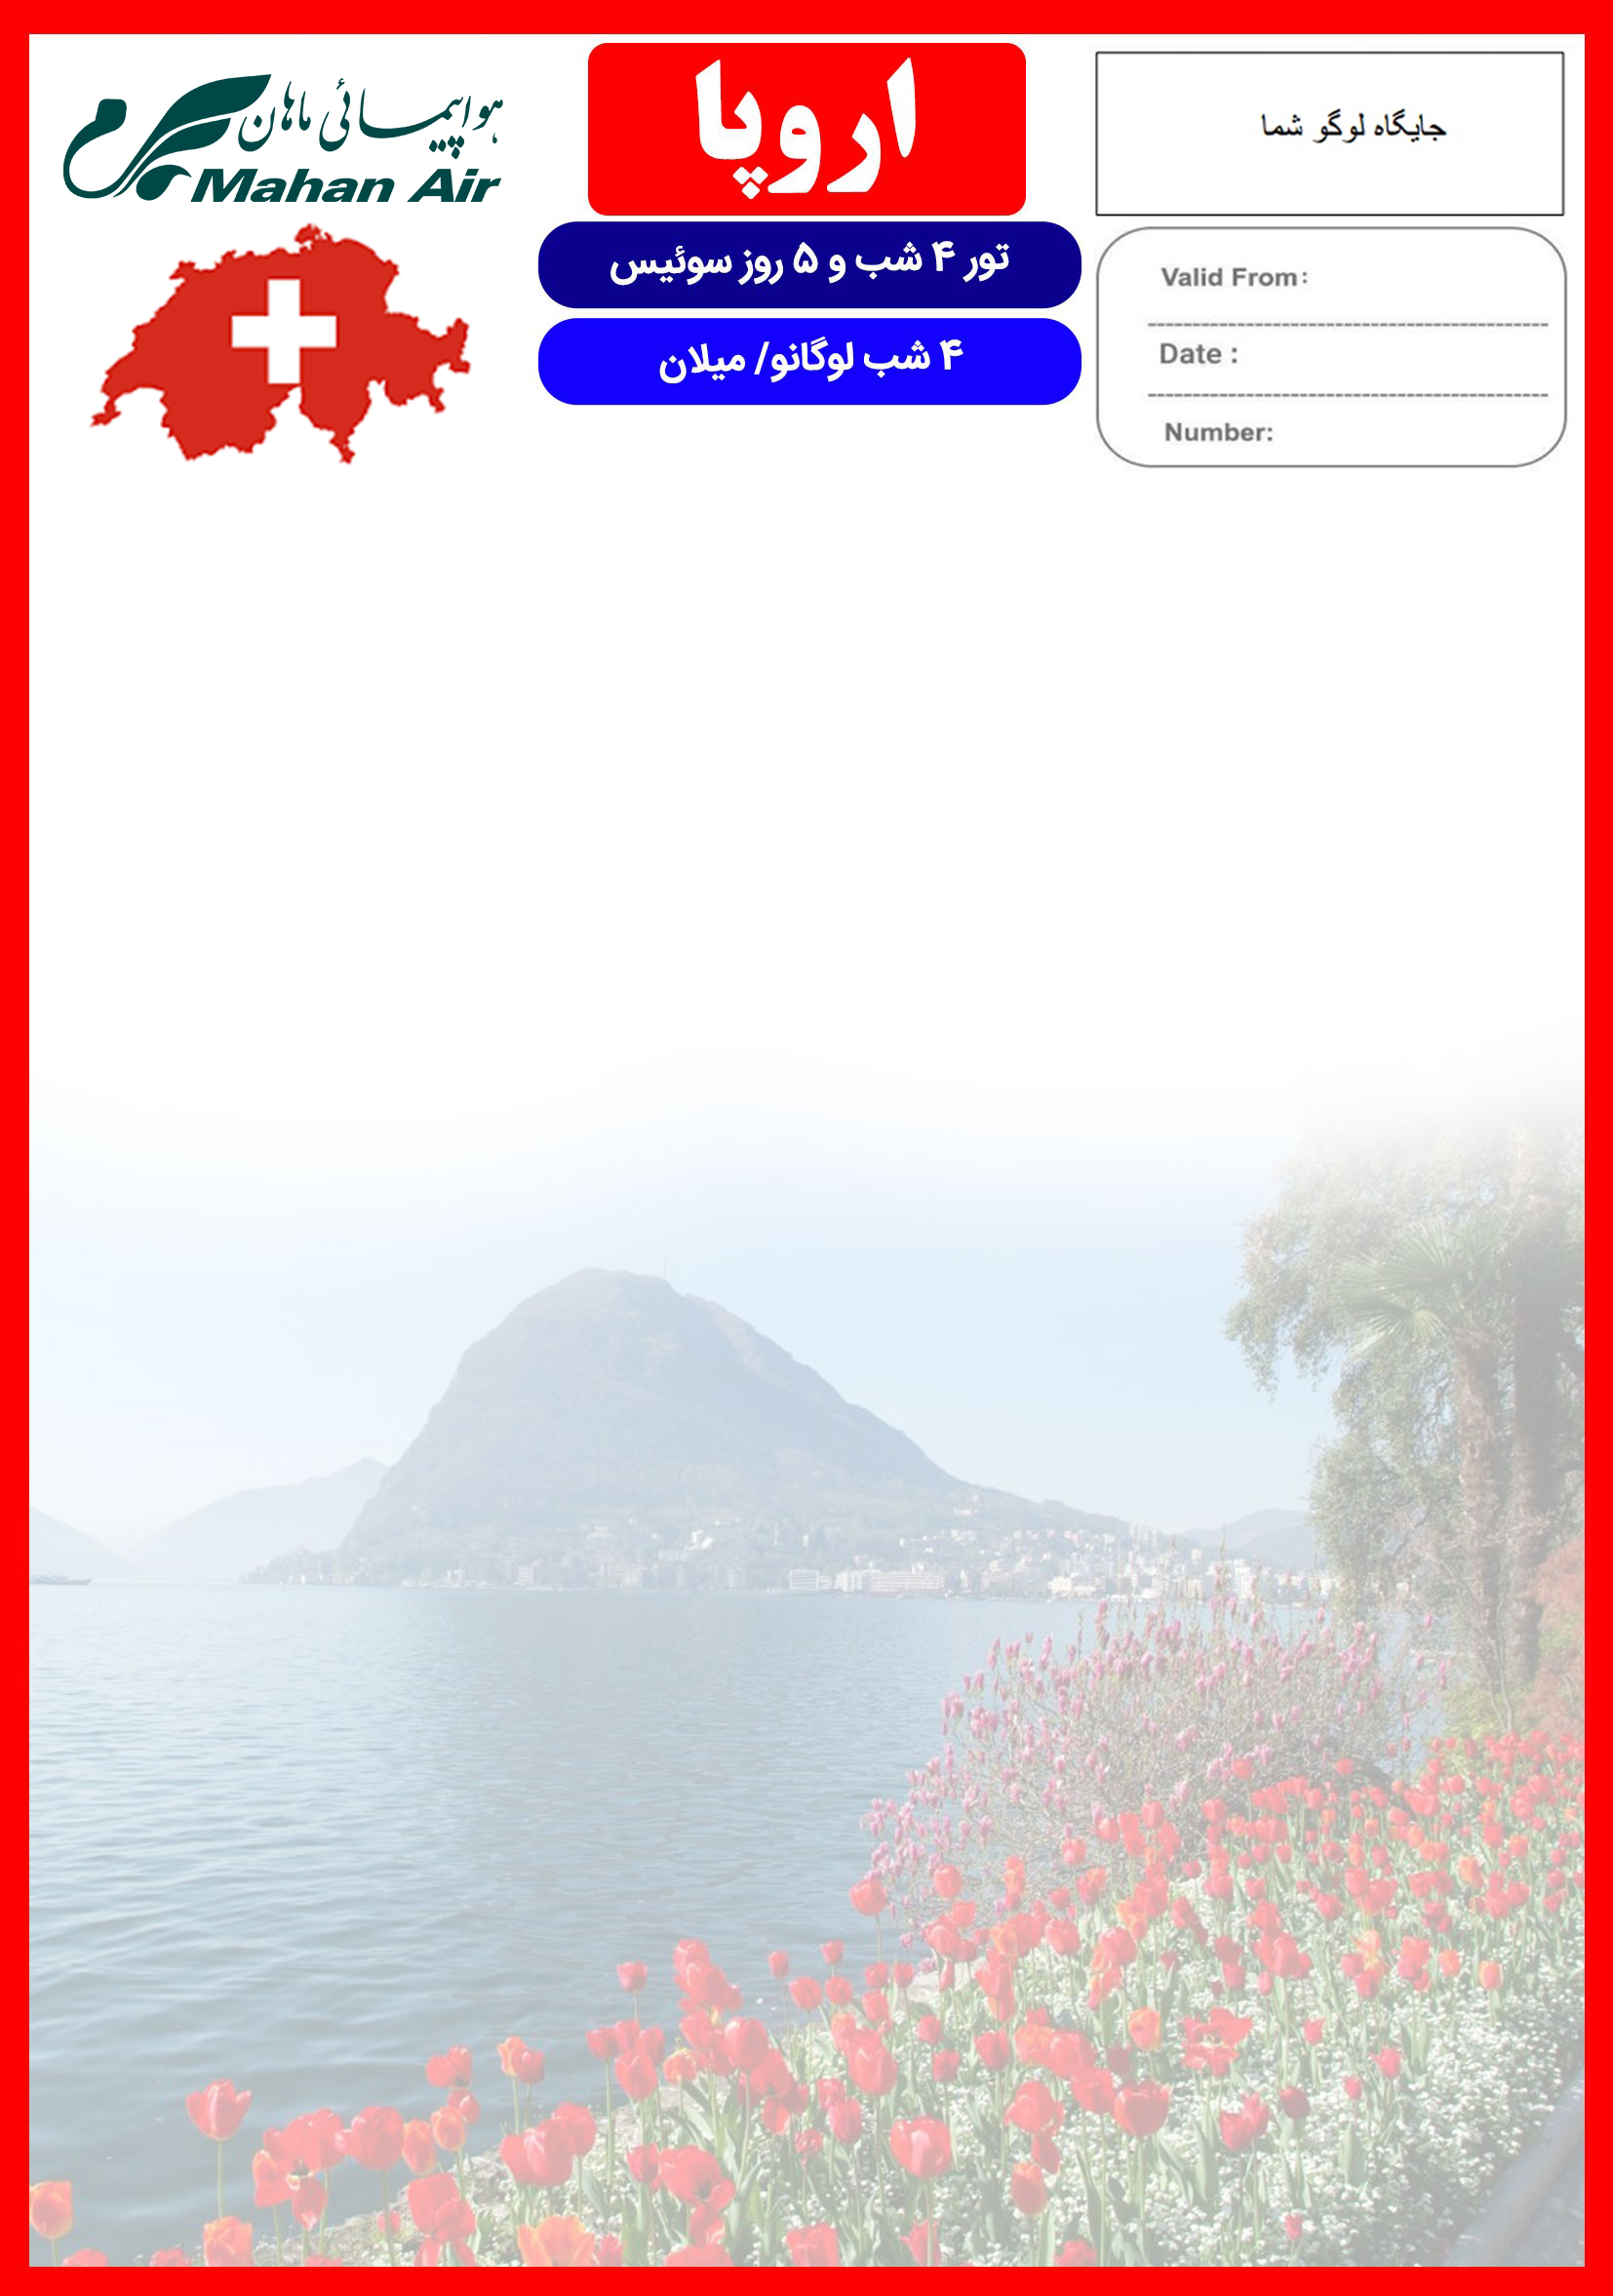 هواپیمائی ماهان
Mahan Air
اروپا
جایگاه لوگو شما
تور ۴ شب و ۵ روز سوئیس
۴ شب لوگانو/ میلان
Valid From:
Date :
Number: